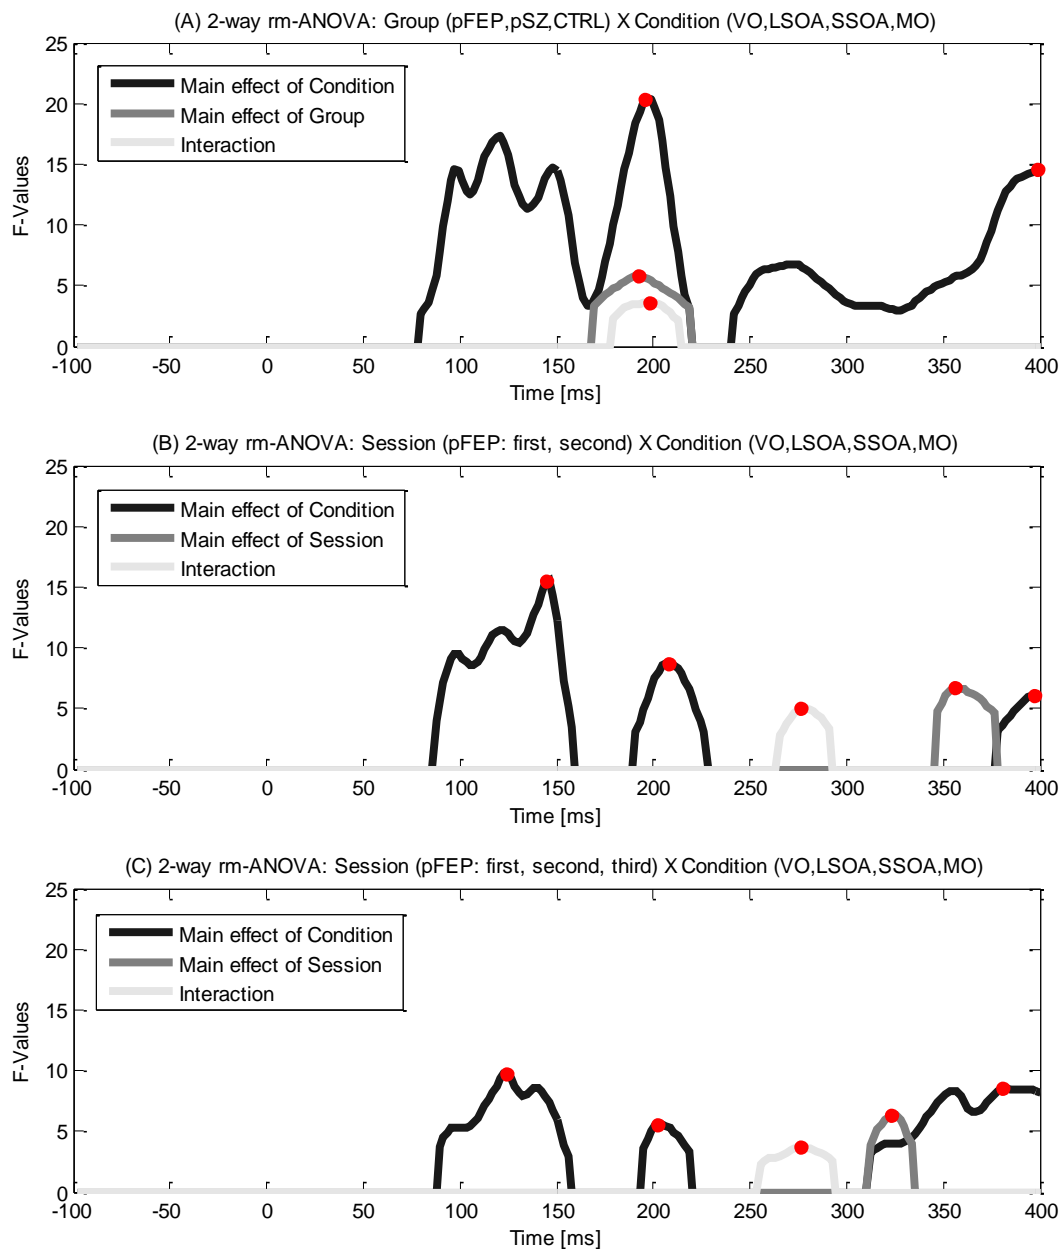 (A) 2-way rm-ANOVA: Group (pFEP,pSZ,CTRL) X Condition (VO,LSOA,SSOA,MO)
25
20
15
10
5
0
F-Values
Main effect of Condition
Main effect of Group
Interaction
-100 -50 0 50 100 150 200 250 300 350 400
Time [ms]
(B) 2-way rm-ANOVA: Session (pFEP: first, second) X Condition (VO,LSOA,SSOA,MO)
25
20
15
10
5
0
F-Values
Main effect of Condition
Main effect of Session
Interaction
-100 -50 0 50 100 150 200 250 300 350 400
Time [ms]
(C) 2-way rm-ANOVA: Session (pFEP: first, second, third) X Condition (VO,LSOA,SSOA,MO)
25
20
15
10
5
0
F-Values
Main effect of Condition
Main effect of Session
Interaction
-100 -50 0 50 100 150 200 250 300 350 400
Time [ms]